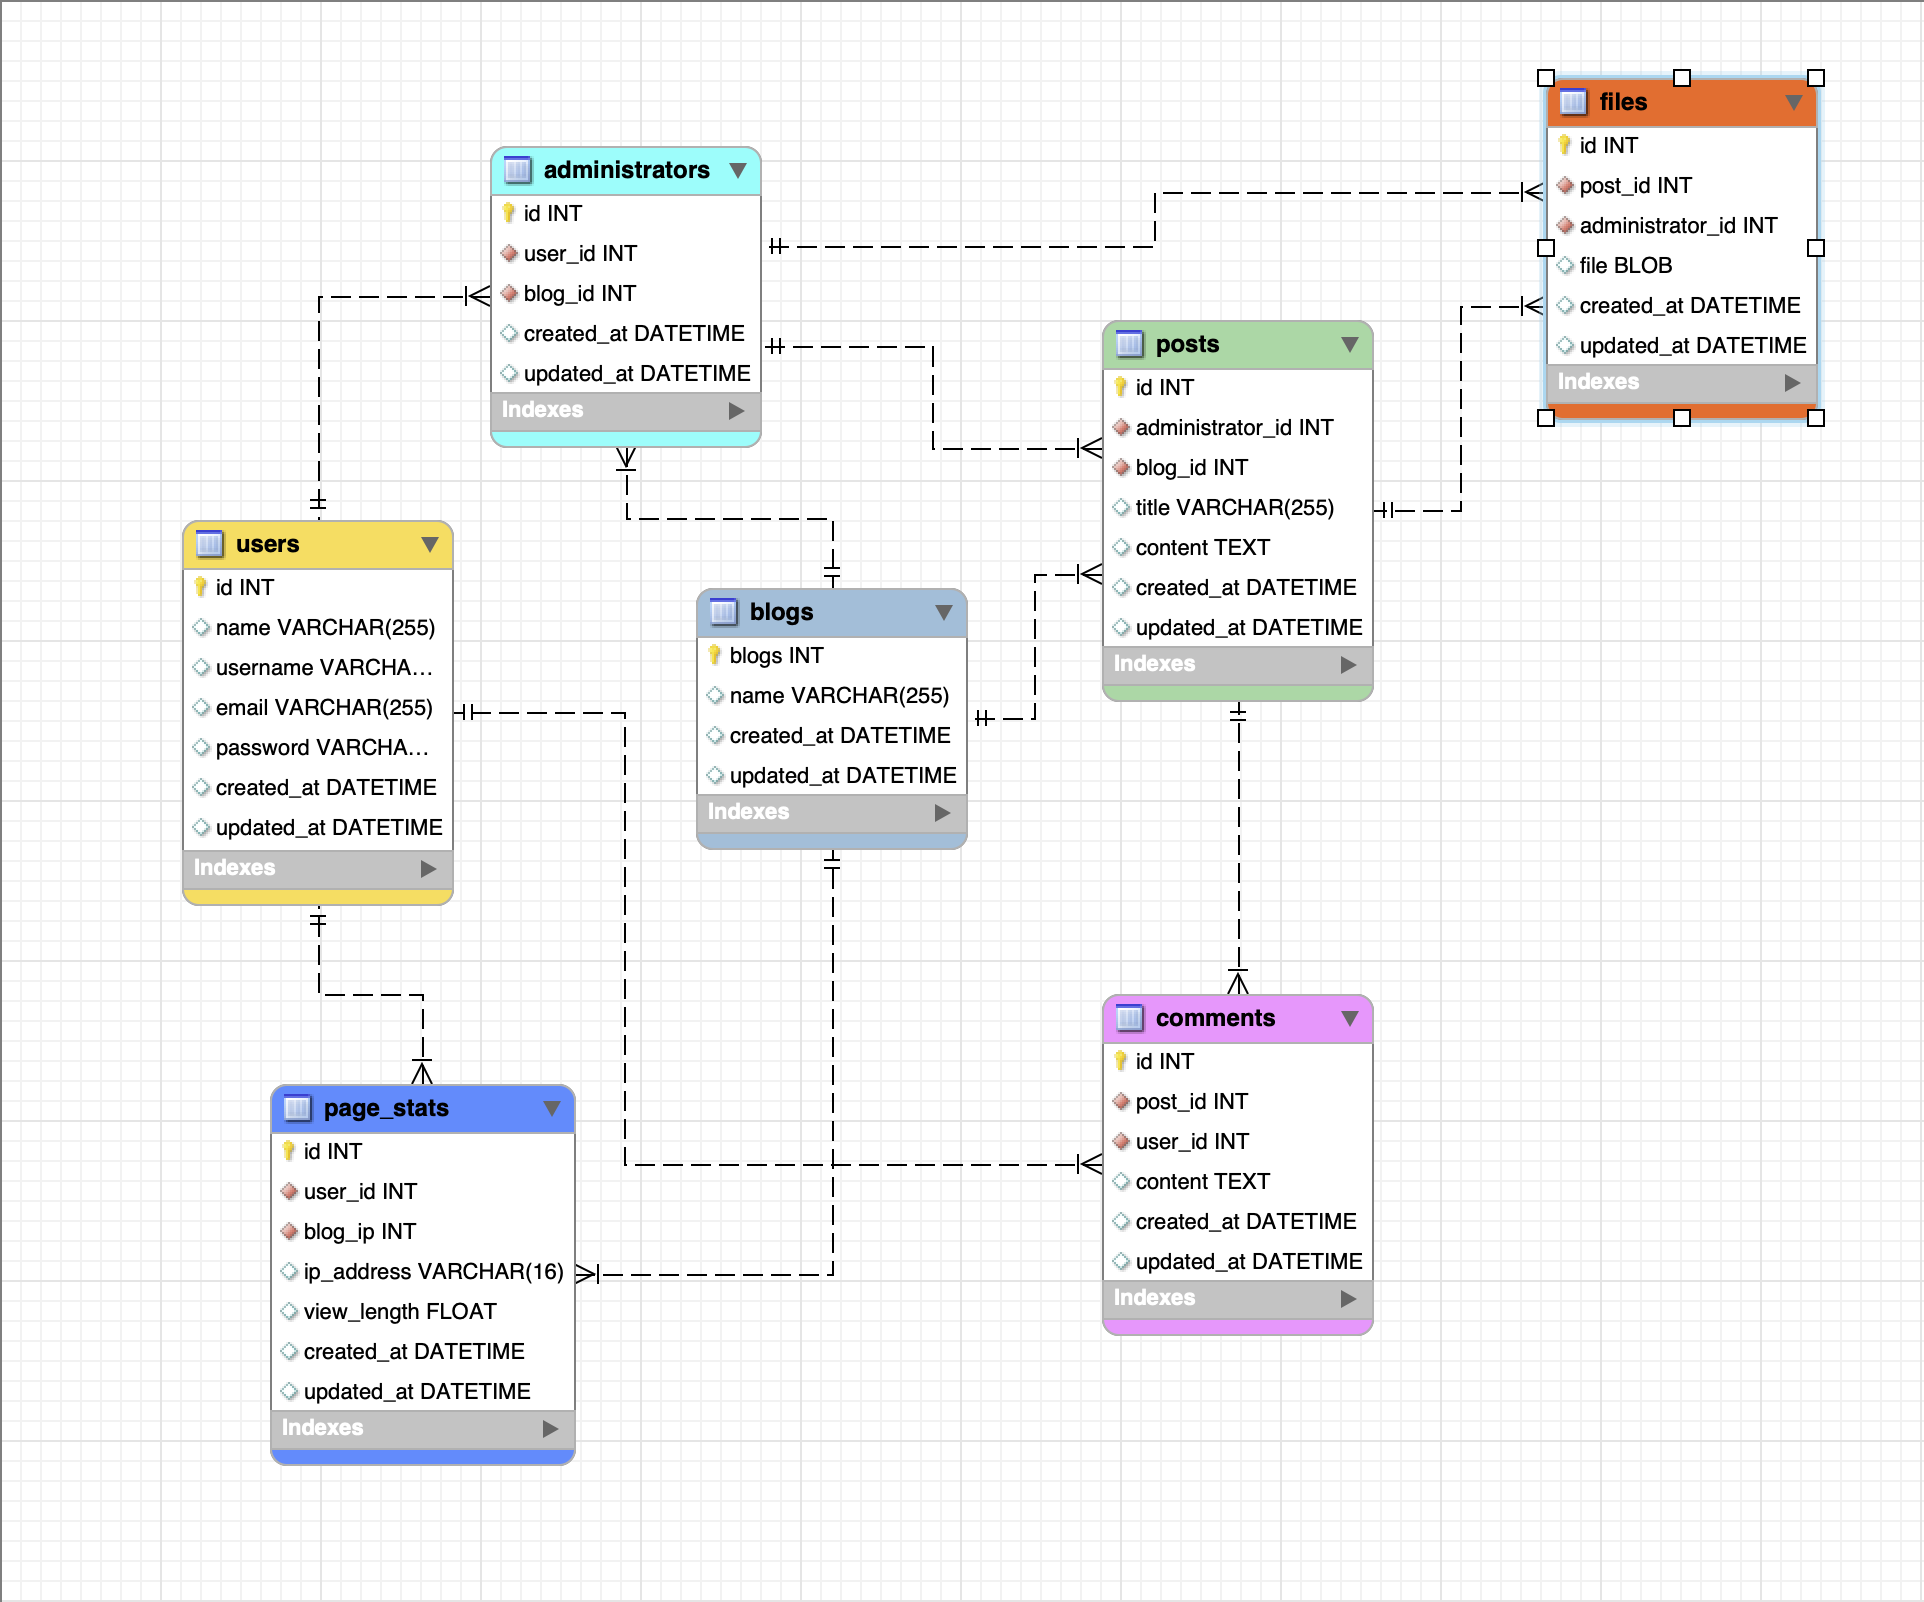 files
id INT
post_id INT
administrator_id INT
file BLOB
created_at DATETIME
updated_at DATETIME
Indexes
administrators
id INT
user_id INT
blog_id INT
created_at DATETIME
updated_at DATETIME
Indexes
posts
id INT
administrator_id INT
blog_id INT
title VARCHAR(255)
content TEXT
created_at DATETIME
updated_at DATETIME
Indexes
users
id INT
name VARCHAR(255)
username VARCHA...
email VARCHAR(255)
password VARCHA...
created_at DATETIME
updated_at DATETIME
Indexes
blogs
blogs INT
name VARCHAR(255)
created_at DATETIME
updated_at DATETIME
Indexes
comments
id INT
post_id INT
user_id INT
content TEXT
created_at DATETIME
updated_at DATETIME
Indexes
page_stats
id INT
user_id INT
blog_ip INT
ip_address VARCHAR(16)
view_length FLOAT
created_at DATETIME
updated_at DATETIME
Indexes